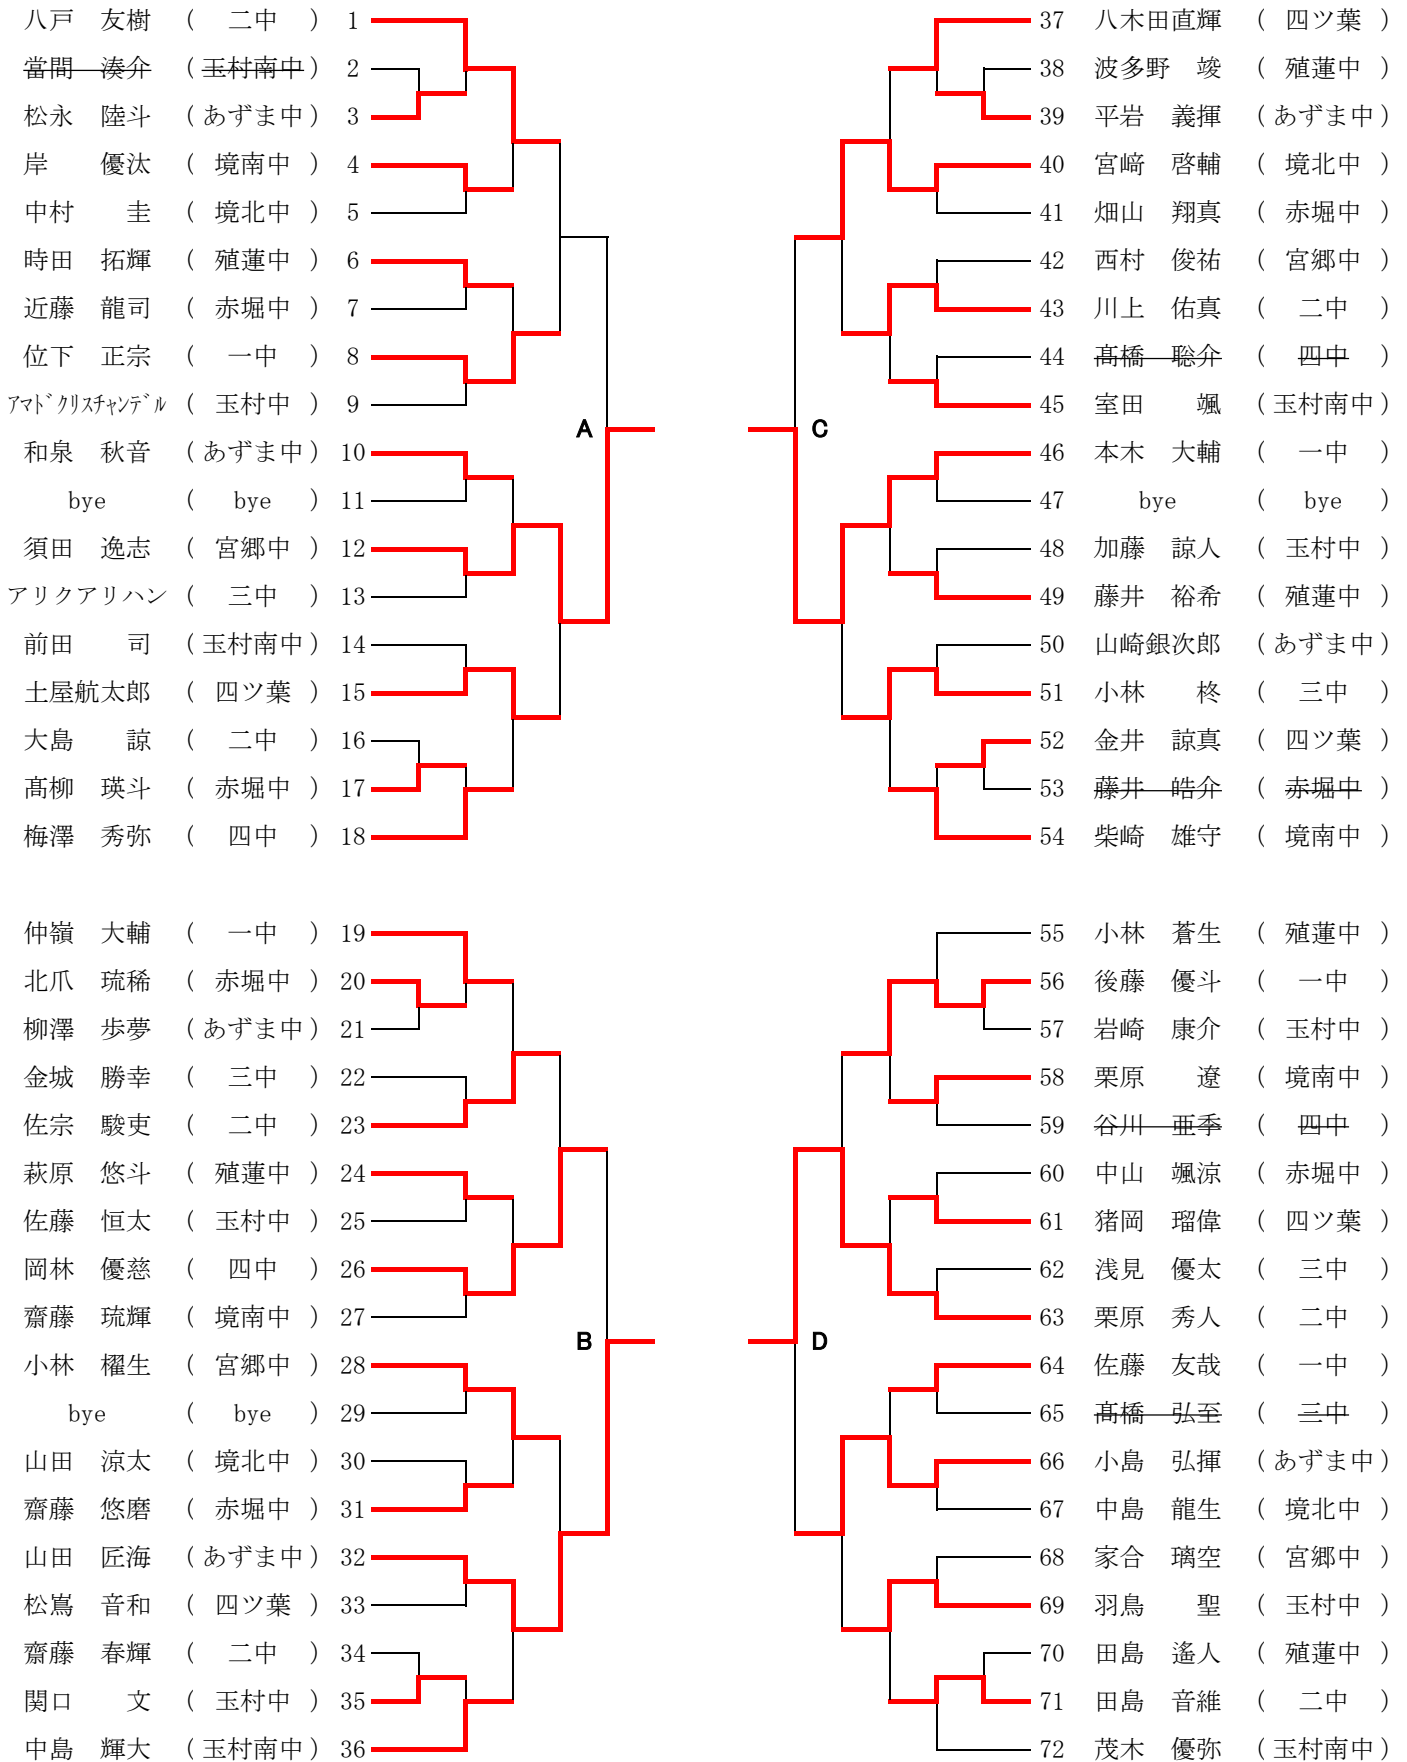 八戸 友樹 ( 二中 ) 1
當間 湊介 ( 玉村南中 ) 2
松永 陸斗 ( あずま中 ) 3
岸 優汰 ( 境南中 ) 4
中村 圭 ( 境北中 ) 5
時田 拓輝 ( 殖蓮中 ) 6
近藤 龍司 ( 赤堀中 ) 7
位下 正宗 ( 一中 ) 8
アマド クリスチャンデル ( 玉村中 ) 9
和泉 秋音 ( あずま中 ) 10
bye ( bye ) 11
須田 逸志 ( 宮郷中 ) 12
アリクアリハン ( 三中 ) 13
前田 司 ( 玉村南中 ) 14
土屋航太郎 ( 四ツ葉 ) 15
大島 諒 ( 二中 ) 16
髙柳 瑛斗 ( 赤堀中 ) 17
梅澤 秀弥 ( 四中 ) 18
A
仲嶺 大輔 ( 一中 ) 19
北爪 琉稀 ( 赤堀中 ) 20
柳澤 歩夢 ( あずま中 ) 21
金城 勝幸 ( 三中 ) 22
佐宗 駿吏 ( 二中 ) 23
萩原 悠斗 ( 殖蓮中 ) 24
佐藤 恒太 ( 玉村中 ) 25
岡林 優慈 ( 四中 ) 26
齋藤 琉輝 ( 境南中 ) 27
小林 櫂生 ( 宮郷中 ) 28
bye ( bye ) 29
山田 涼太 ( 境北中 ) 30
齋藤 悠磨 ( 赤堀中 ) 31
山田 匠海 ( あずま中 ) 32
松嶌 音和 ( 四ツ葉 ) 33
齋藤 春輝 ( 二中 ) 34
関口 文 ( 玉村中 ) 35
中島 輝大 ( 玉村南中 ) 36
B
37 八木田直輝 ( 四ツ葉 )
38 波多野 竣 ( 殖蓮中 )
39 平岩 義揮 ( あずま中 )
40 宮﨑 啓輔 ( 境北中 )
41 畑山 翔真 ( 赤堀中 )
42 西村 俊祐 ( 宮郷中 )
43 川上 佑真 ( 二中 )
44 髙橋 聡介 ( 四中 )
45 室田 颯 ( 玉村南中 )
46 本木 大輔 ( 一中 )
47 bye ( bye )
48 加藤 諒人 ( 玉村中 )
49 藤井 裕希 ( 殖蓮中 )
50 山崎銀次郎 ( あずま中 )
51 小林 柊 ( 三中 )
52 金井 諒真 ( 四ツ葉 )
53 藤井 皓介 ( 赤堀中 )
54 柴崎 雄守 ( 境南中 )
C
55 小林 蒼生 ( 殖蓮中 )
56 後藤 優斗 ( 一中 )
57 岩崎 康介 ( 玉村中 )
58 栗原 遼 ( 境南中 )
59 谷川 亜季 ( 四中 )
60 中山 颯涼 ( 赤堀中 )
61 猪岡 瑠偉 ( 四ツ葉 )
62 浅見 優太 ( 三中 )
63 栗原 秀人 ( 二中 )
64 佐藤 友哉 ( 一中 )
65 髙橋 弘至 ( 三中 )
66 小島 弘揮 ( あずま中 )
67 中島 龍生 ( 境北中 )
68 家合 璃空 ( 宮郷中 )
69 羽鳥 聖 ( 玉村中 )
70 田島 遙人 ( 殖蓮中 )
71 田島 音維 ( 二中 )
72 茂木 優弥 ( 玉村南中 )
D